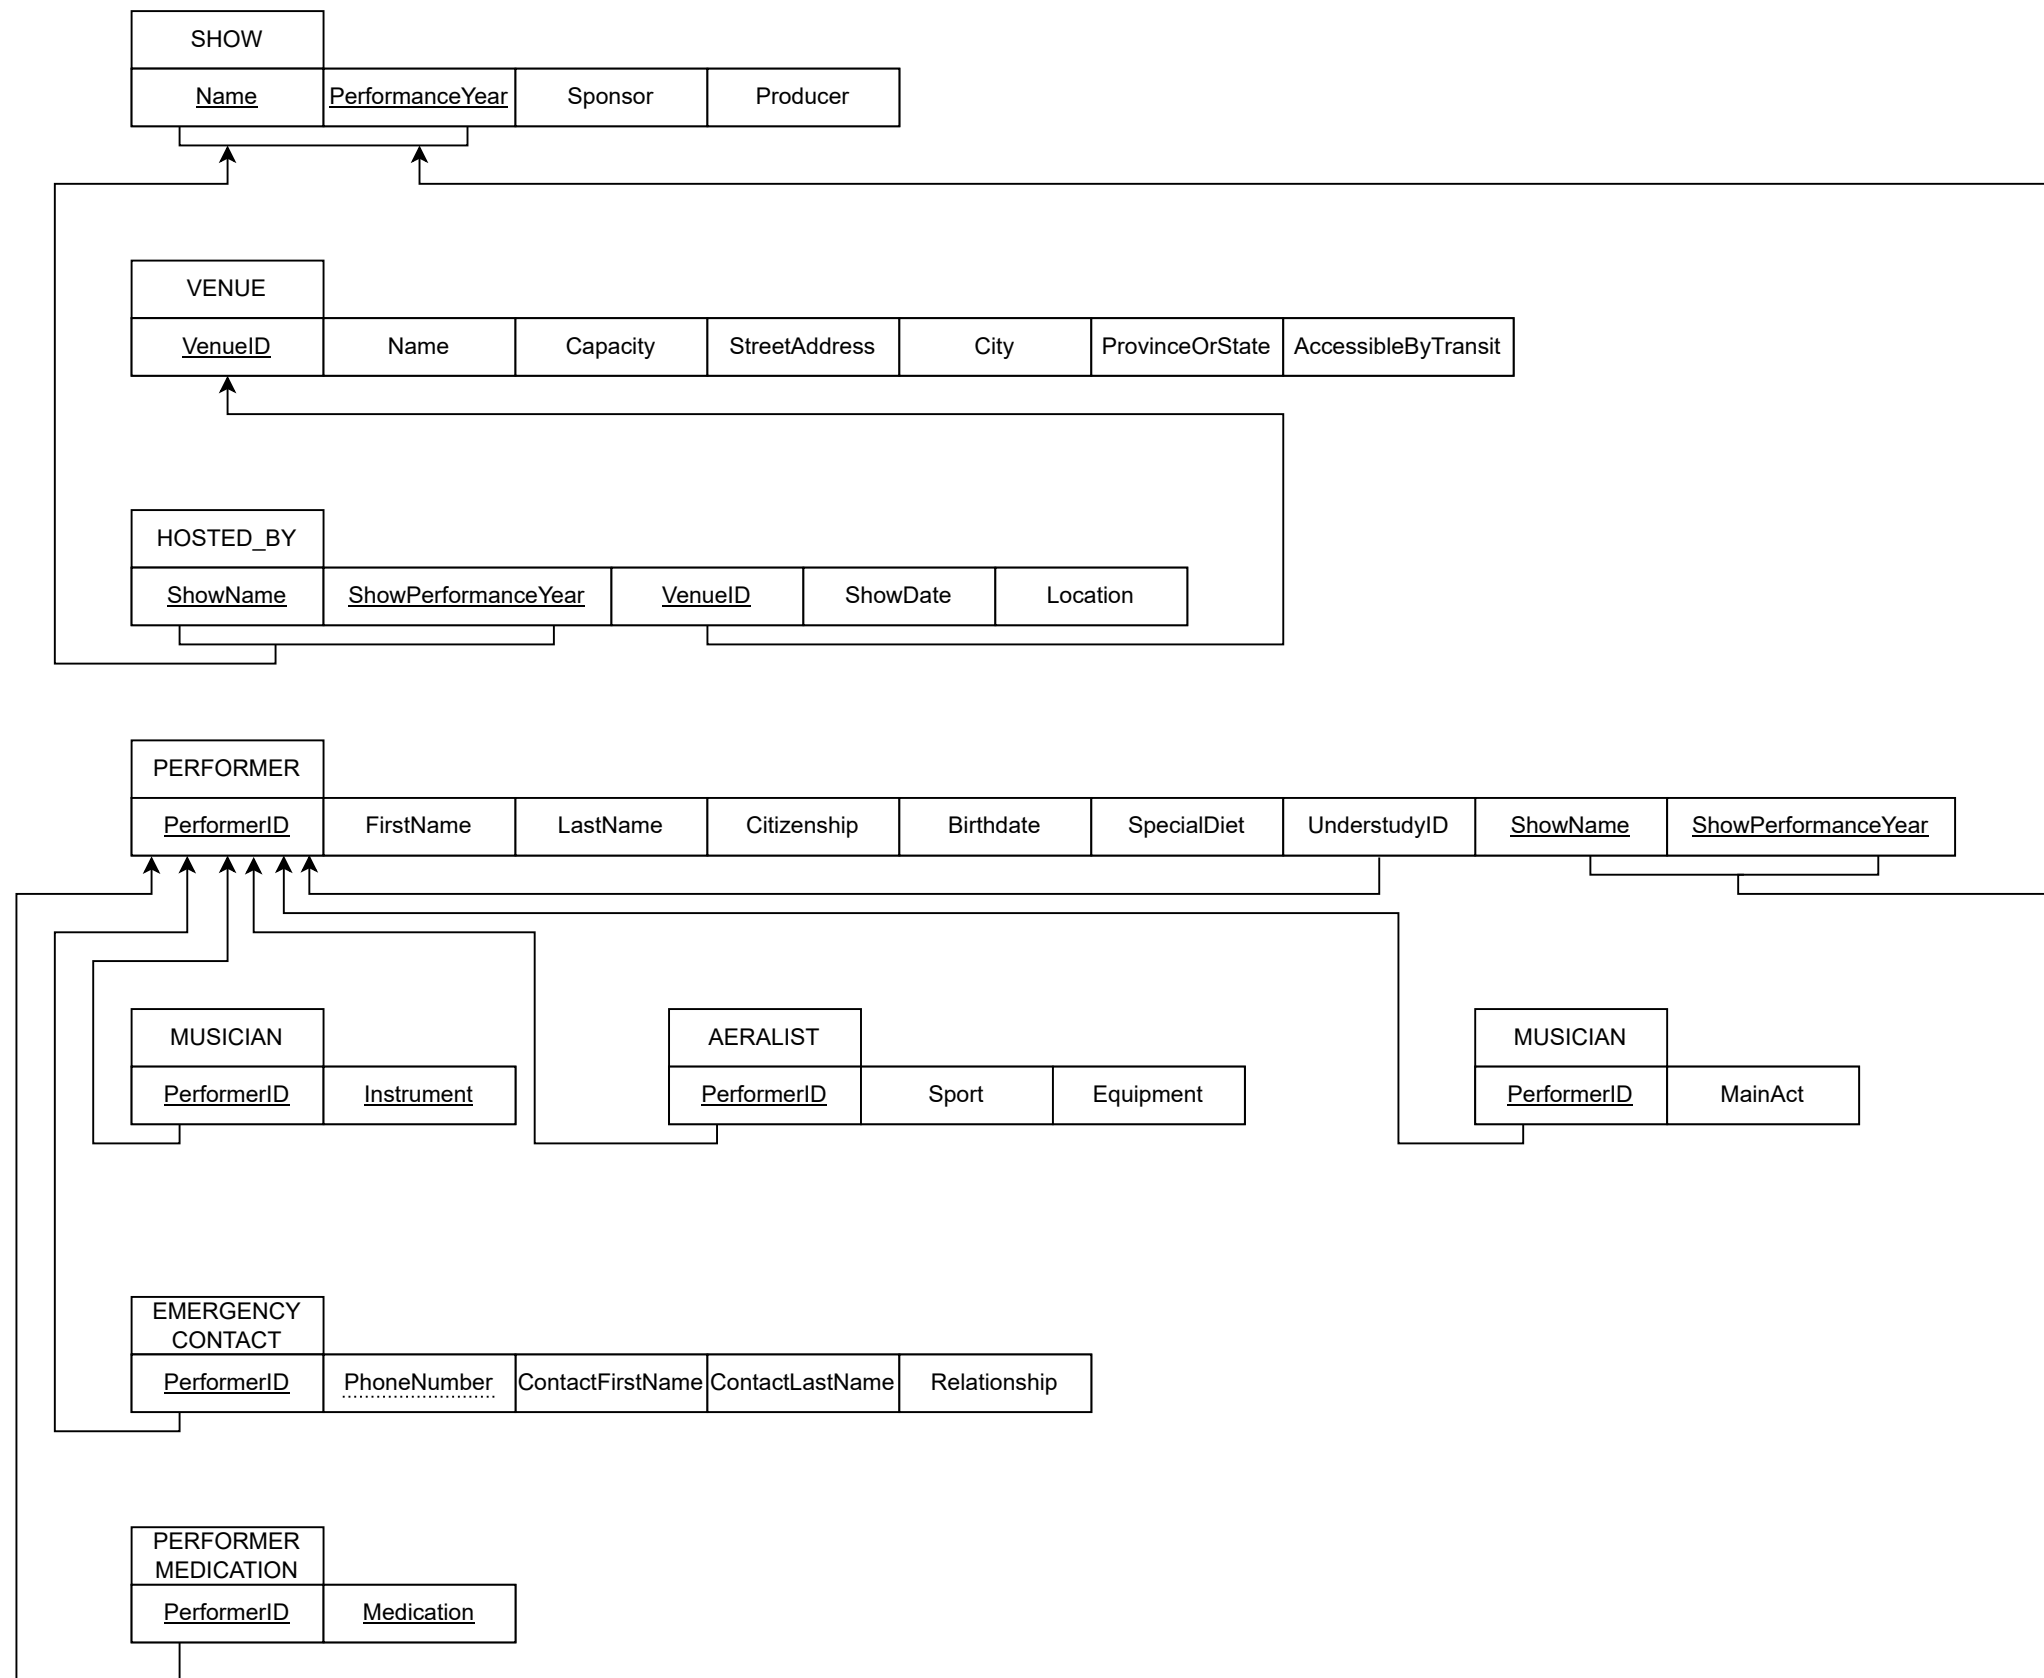 SHOW
Name PerformanceYear Sponsor Producer
VENUE
VenueID Name Capacity StreetAddress City ProvinceOrState AccessibleByTransit
HOSTED_BY
ShowName ShowPerformanceYear VenueID ShowDate Location
PERFORMER
PerformerID FirstName LastName Citizenship Birthdate SpecialDiet UnderstudyID ShowName ShowPerformanceYear
MUSICIAN AERALIST MUSICIAN
PerformerID Instrument PerformerID Sport Equipment PerformerID MainAct
EMERGENCY
CONTACT
PerformerID PhoneNumber ContactFirstName ContactLastName Relationship
PERFORMER
MEDICATION
PerformerID Medication